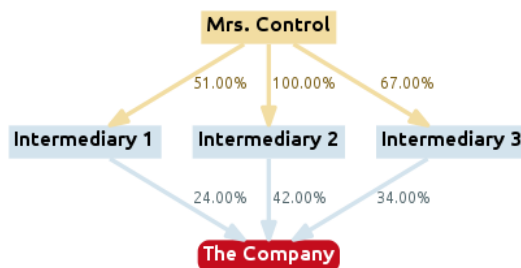 Mrs. Control
51.00% 100.00% 67.00%
Intermediary 1 Intermediary 2 Intermediary 3
24.00% 42.00% 34.00%
The Company